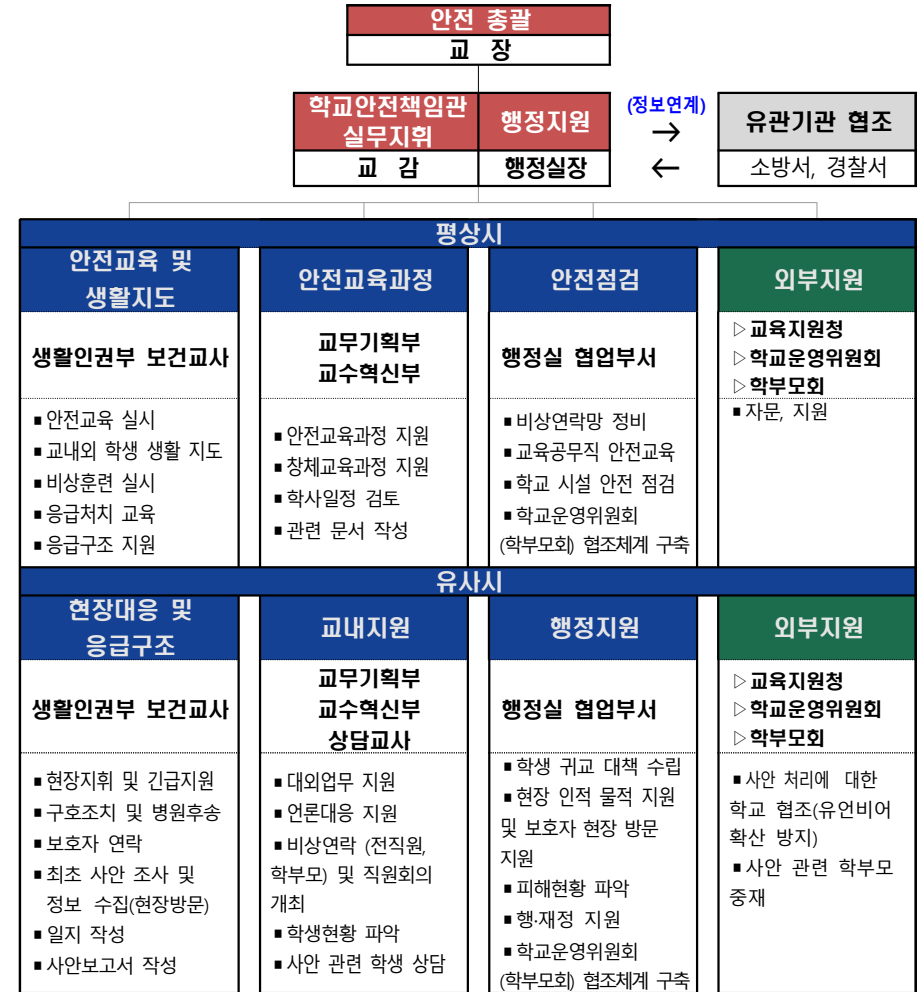 안전 총괄
교 장
학교안전책임관
실무지휘
교 감
행정지원
행정실장
(정보연계)
→
←
유관기관 협조
소방서, 경찰서
평상시
안전교육 및
생활지도
생활인권부 보건교사
▪안전교육 실시
▪교내외 학생 생활 지도
▪비상훈련 실시
▪응급처치 교육
▪응급구조 지원
안전교육과정
교무기획부
교수혁신부
▪안전교육과정 지원
▪창체교육과정 지원
▪학사일정 검토
▪관련 문서 작성
안전점검
행정실 협업부서
▪비상연락망 정비
▪교육공무직 안전교육
▪학교 시설 안전 점검
▪학교운영위원회
(학부모회) 협조체계 구축
외부지원
▷교육지원청
▷학교운영위원회
▷학부모회
▪자문, 지원
유사시
현장대응 및
응급구조
생활인권부 보건교사
▪현장지휘 및 긴급지원
▪구호조치 및 병원후송
▪보호자 연락
▪최초 사안 조사 및
정보 수집(현장방문)
▪일지 작성
▪사안보고서 작성
교내지원
교무기획부
교수혁신부
상담교사
▪대외업무 지원
▪언론대응 지원
▪비상연락 (전직원,
학부모) 및 직원회의
개최
▪학생현황 파악
▪사안 관련 학생 상담
행정지원
행정실 협업부서
▪학생 귀교 대책 수립
▪현장 인적 물적 지원
및 보호자 현장 방문
지원
▪피해현황 파악
▪행·재정 지원
▪학교운영위원회
(학부모회) 협조체계 구축
외부지원
▷교육지원청
▷학교운영위원회
▷학부모회
▪사안 처리에 대한
학교 협조(유언비어
확산 방지)
▪사안 관련 학부모
중재